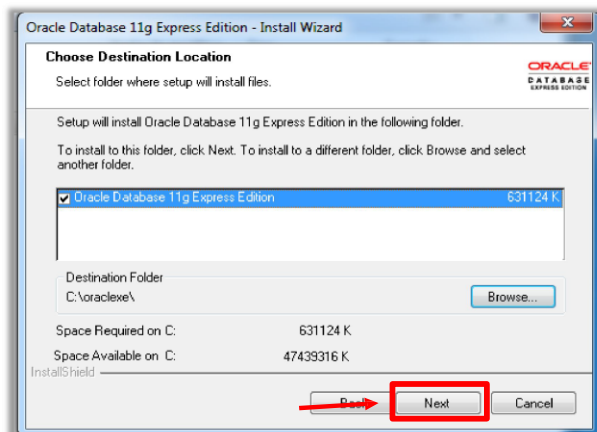 Oracle Database 11g Express Edition - Install Wizard
Choose Destination Location
Select folder where setup will install files.
ORACLE
DATABASE
EXPRESS EDITION
Setup will install Oracle Database 11g Express Edition in the following folder.
To install to this folder, click Next. To install to a different folder, click Browse and select
another folder.
Oracle Database 11g Express Edition 631124 K
Destination Folder
C:\oraclexe\
Browse...
Space Required on C: 631124 K
Space Available on C: 47439316 K
InstallShield
Back Next Cancel